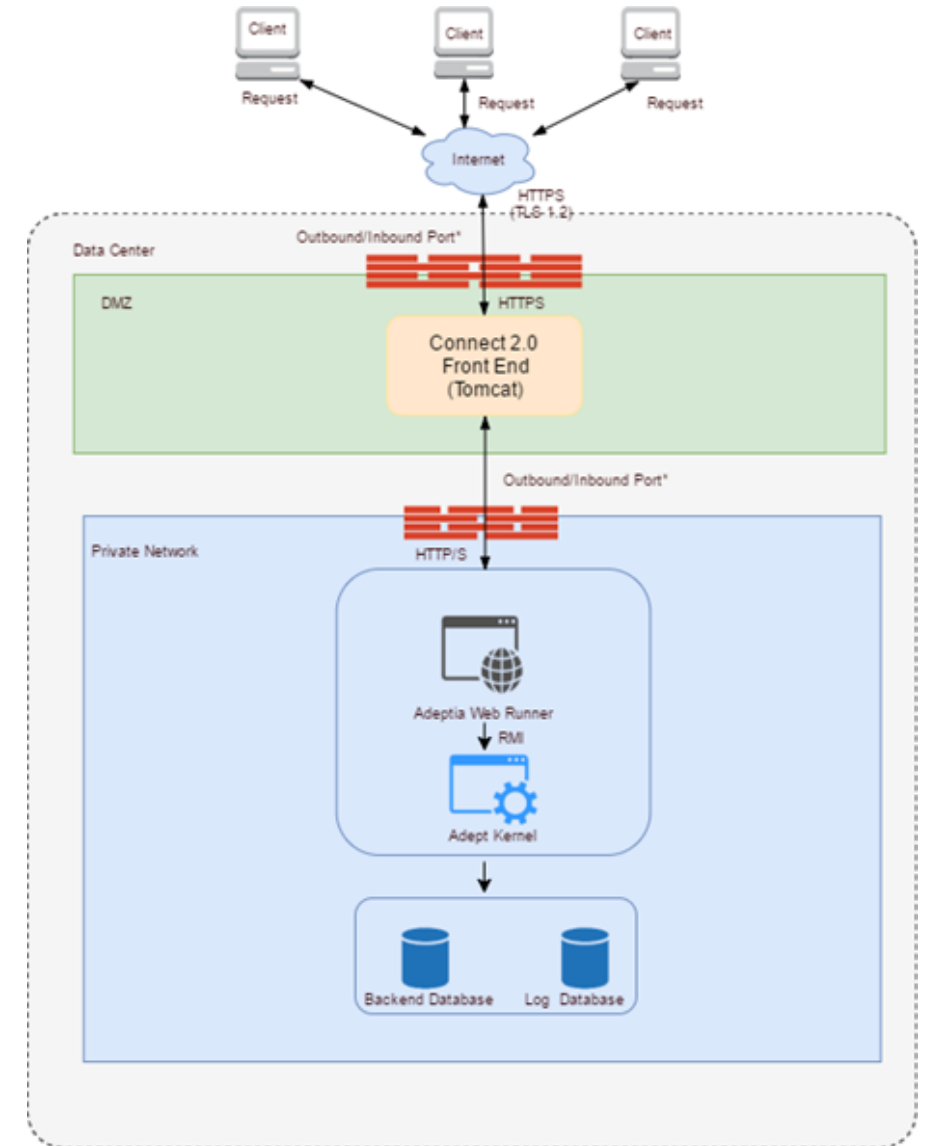 Client
Client
Client
Request
Request
Request
Internet
HTTPS
(TLS-1.2)
Outbound/Inbound Port*
Data Center
DMZ
HTTPS
Connect 2.0
Front End
(Tomcat)
Outbound/Inbound Port*
Private Network
HTTP/S
Adeptia Web Runner
RMI
Adept Kernel
Backend Database
Log Database